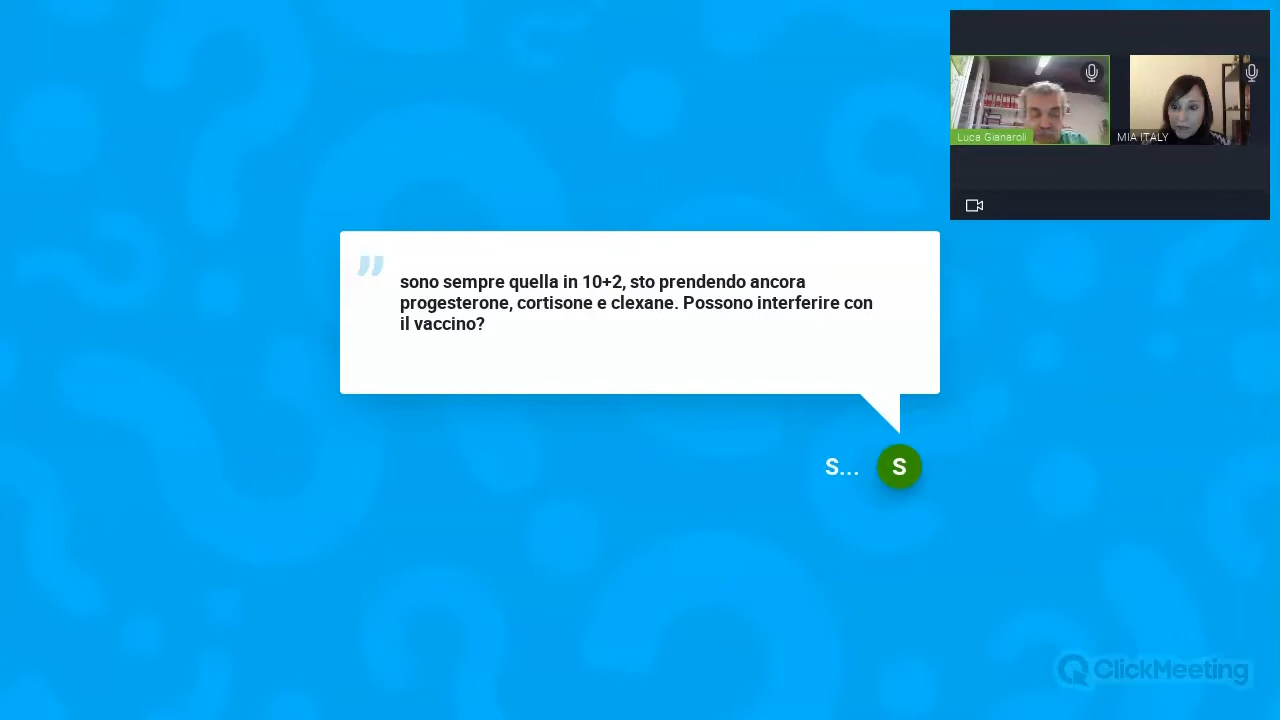 Luca Gianaroli
MIA ITALY
sono sempre quella in 10+2, sto prendendo ancora
progesterone, cortisone e clexane. Possono interferire con
il vaccino?
S...
S
ClickMeeting